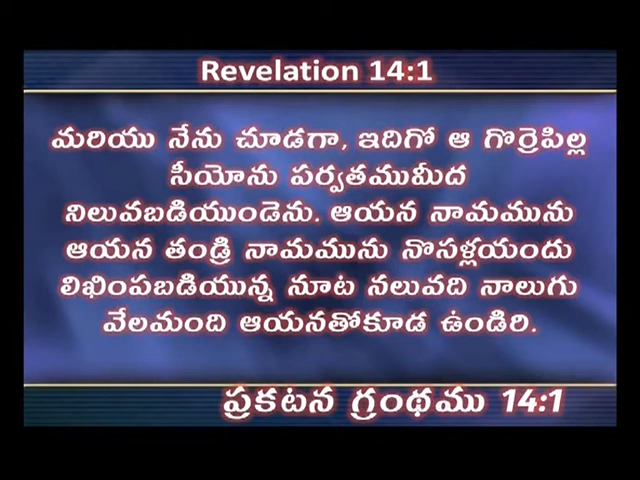 Revelation 14:1
మరియు నేను చూడగా, ఇదిగో ఆ గొర్రెపిల్ల
సీయోను పర్వతముమీద
నిలువబడియుండెను. ఆయన నామమును
ఆయన తండ్రి నామమును నొసళ్లయందు
లిఖింపబడియున్న నూట నలువది నాలుగు
వేలమంది ఆయనతోకూడ ఉండిరి.
ప్రకటన గ్రంథము 14:1